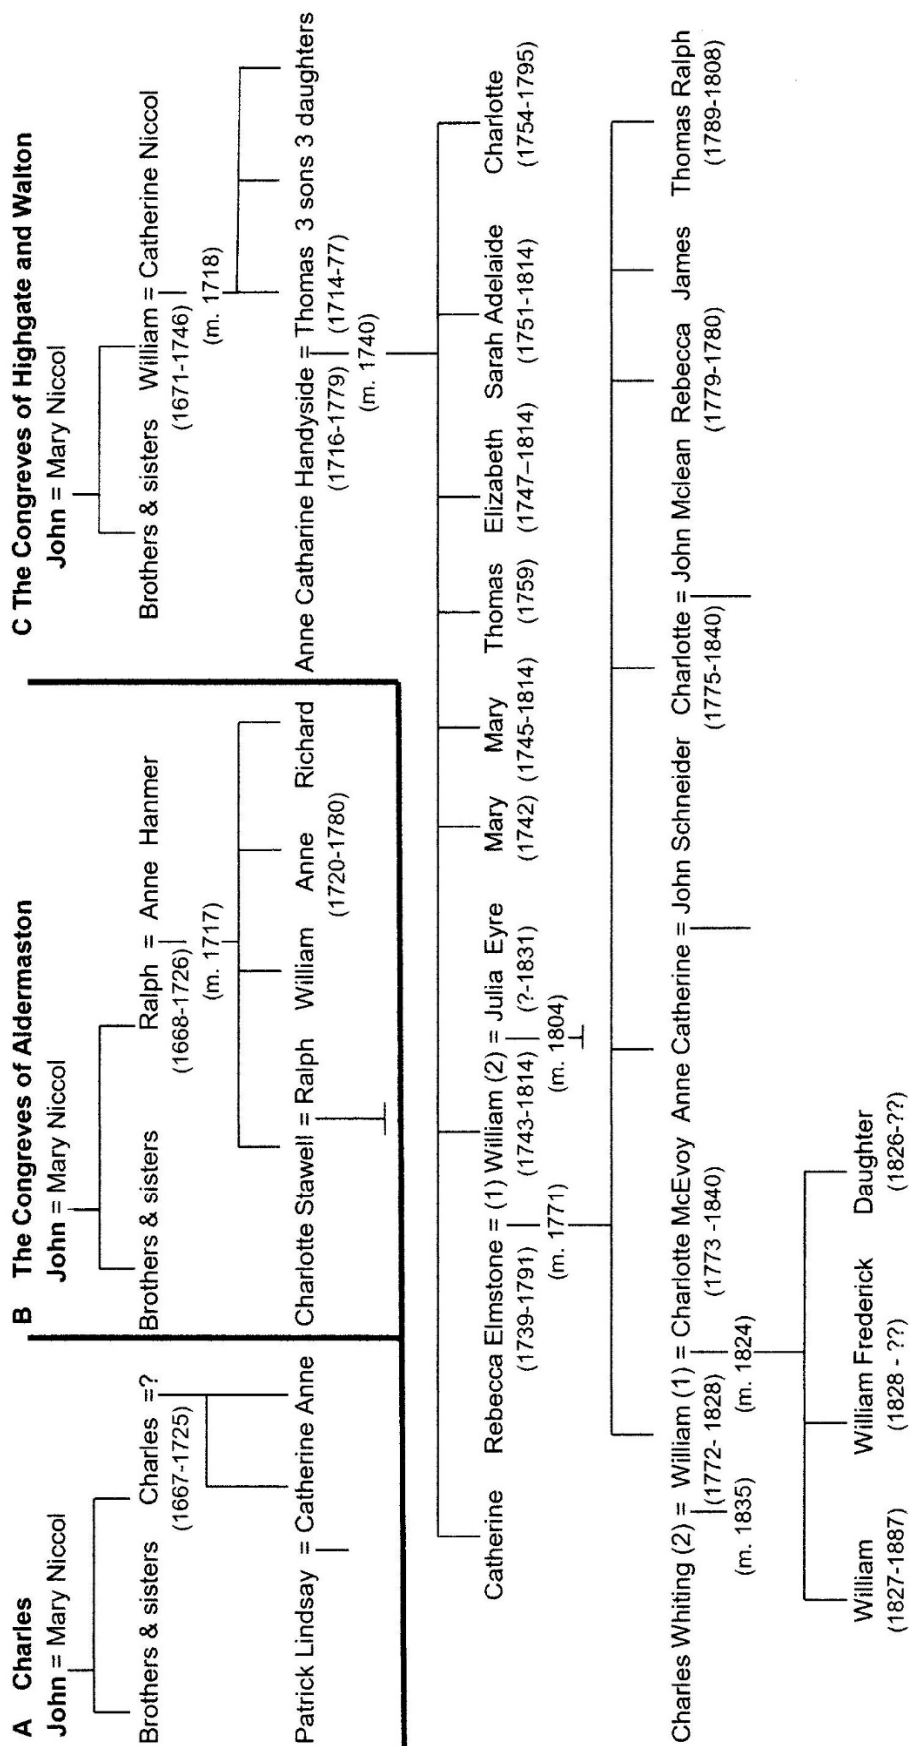 A Charles
John = Mary Niccol
Brothers & sisters Charles =?
(1667-1725)
Patrick Lindsay = Catherine Anne
B The Congreves of Aldermaston
John = Mary Niccol
Brothers & sisters Ralph = Anne Hanmer
(1668-1726)
(m. 1717)
Charlotte Stawell = Ralph William Anne Richard
(1720-1780)
C The Congreves of Highgate and Walton
John = Mary Niccol
Brothers & sisters William = Catherine Niccol
(1671-1746)
(m. 1718)
Anne Catharine Handyside = Thomas 3 sons 3 daughters
(1716-1779) (1714-77)
(m. 1740)
Catherine Rebecca Elmstone = (1) William (2) = Julia Eyre Mary Mary Thomas Elizabeth Sarah Adelaide Charlotte
(1739-1791) (1743-1814) (?-1831) (1742) (1745-1814) (1759) (1747–1814) (1751-1814) (1754-1795)
(m. 1771) (m. 1804)
Charles Whiting (2) = William (1) = Charlotte McEvoy Anne Catherine = John Schneider Charlotte = John Mclean Rebecca James Thomas Ralph
(1772- 1828) (1773 -1840) (1775-1840) (1779-1780) (1789-1808)
(m. 1835) (m. 1824)
William William Frederick Daughter
(1827-1887) (1828 - ??) (1826-??)